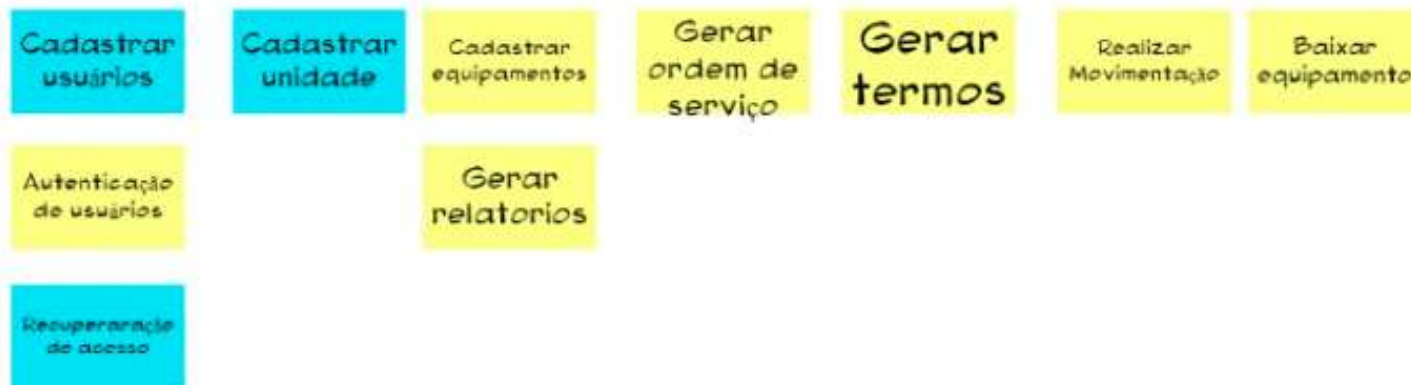 Cadastrar
usuários
Cadastrar
unidade
Cadastrar
equipamentos
Gerar
ordem de
serviço
Gerar
termos
Realizar
Movimentação
Baixar
equipamento
Autenticação
de usuários
Gerar
relatorios
Recuperaração
de acesso